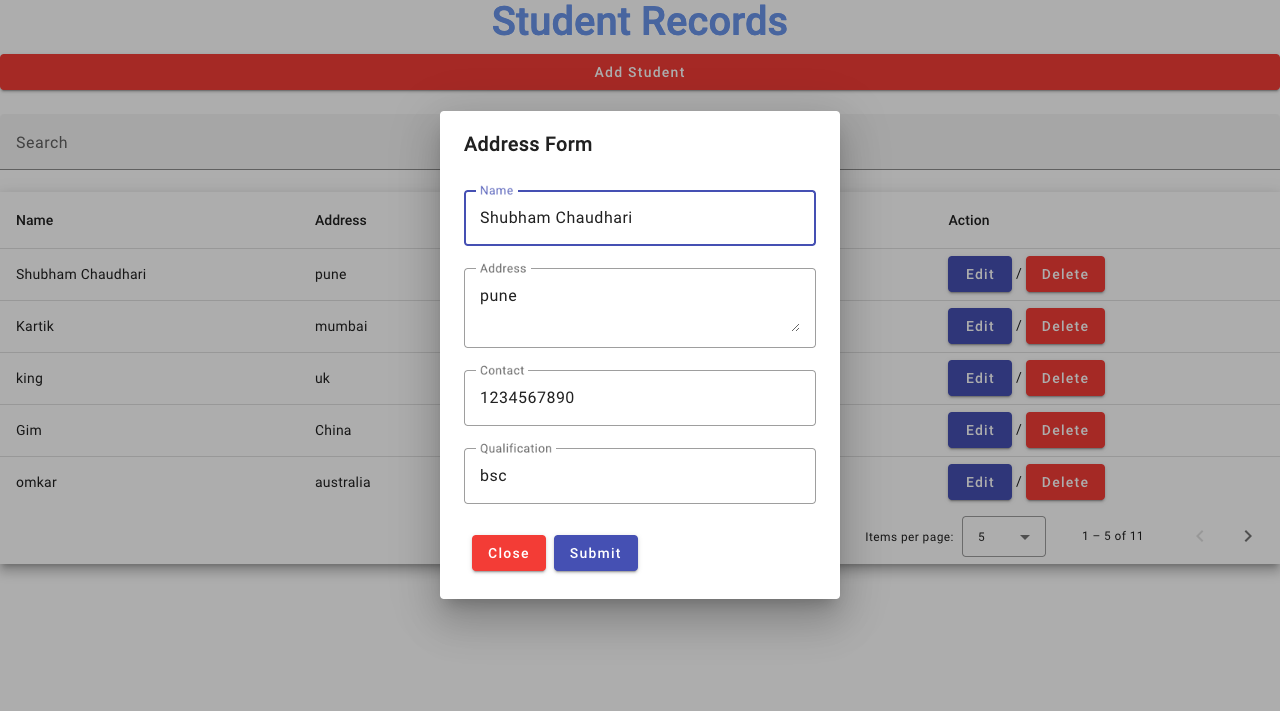 Student Records
Add Student
Search
Name Address Action
Shubham Chaudhari pune Edit / Delete
Kartik mumbai Edit / Delete
king uk Edit / Delete
Gim China Edit / Delete
omkar australia Edit / Delete
Items per page: 5 1 – 5 of 11
Address Form
Name
Shubham Chaudhari
Address
pune
Contact
1234567890
Qualification
bsc
Close Submit